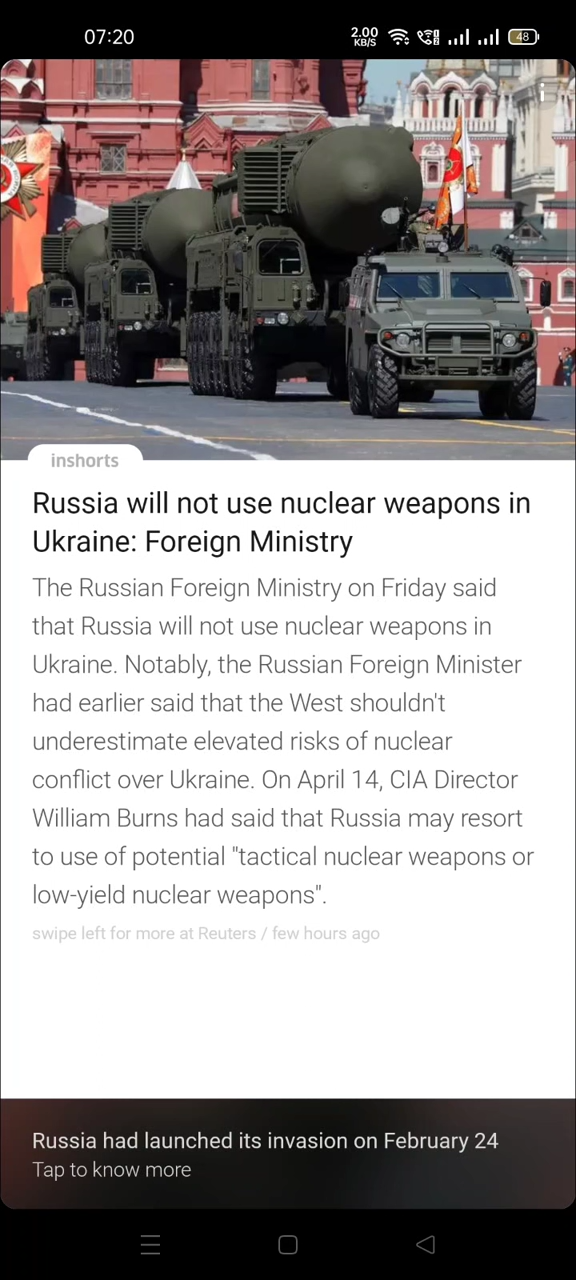 07:20
2.00
KB/S
48
inshorts
Russia will not use nuclear weapons in
Ukraine: Foreign Ministry
The Russian Foreign Ministry on Friday said
that Russia will not use nuclear weapons in
Ukraine. Notably, the Russian Foreign Minister
had earlier said that the West shouldn't
underestimate elevated risks of nuclear
conflict over Ukraine. On April 14, CIA Director
William Burns had said that Russia may resort
to use of potential "tactical nuclear weapons or
low-yield nuclear weapons".
swipe left for more at Reuters / few hours ago
Russia had launched its invasion on February 24
Tap to know more